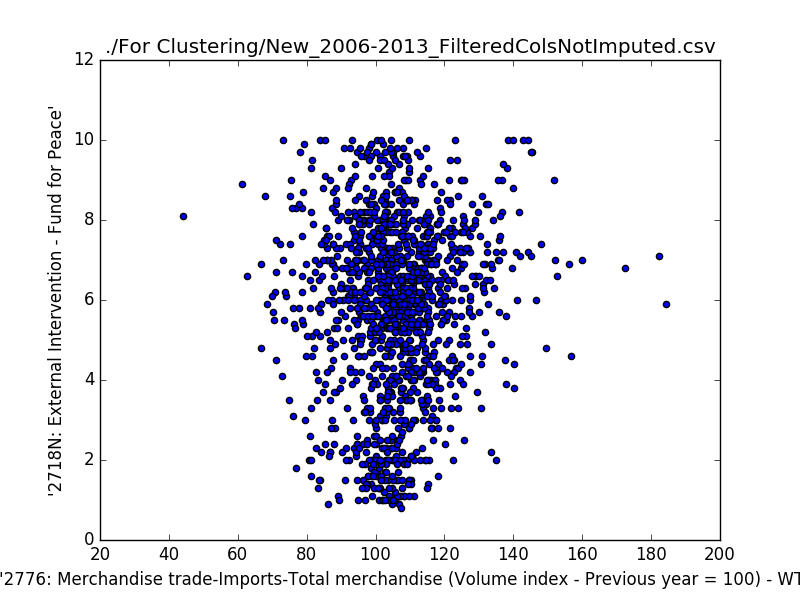 ./For Clustering/New_2006-2013_FilteredColsNotImputed.csv
'2718N: External Intervention - Fund for Peace'
12
10
8
6
4
2
0
20 40 60 80 100 120 140 160 180 200
'2776: Merchandise trade-Imports-Total merchandise (Volume index - Previous year = 100) - WT